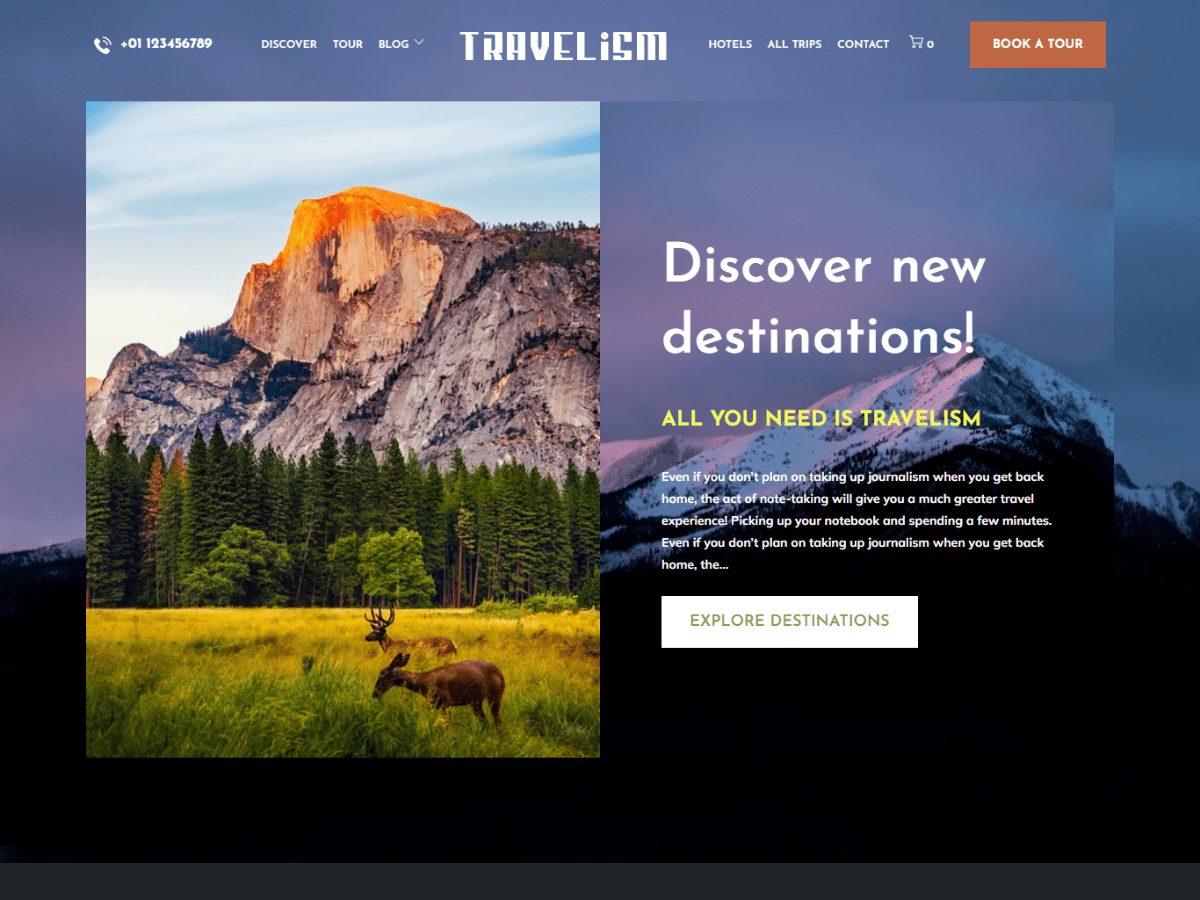 +01 123456789
DISCOVER TOUR BLOG
TRAVELiSM
HOTELS ALL TRIPS CONTACT 0
BOOK A TOUR
Discover new
destinations!
ALL YOU NEED IS TRAVELISM
Even if you don't plan on taking up journalism when you get back
home, the act of note-taking will give you a much greater travel
experience! Picking up your notebook and spending a few minutes.
Even if you don't plan on taking up journalism when you get back
home, the...
EXPLORE DESTINATIONS